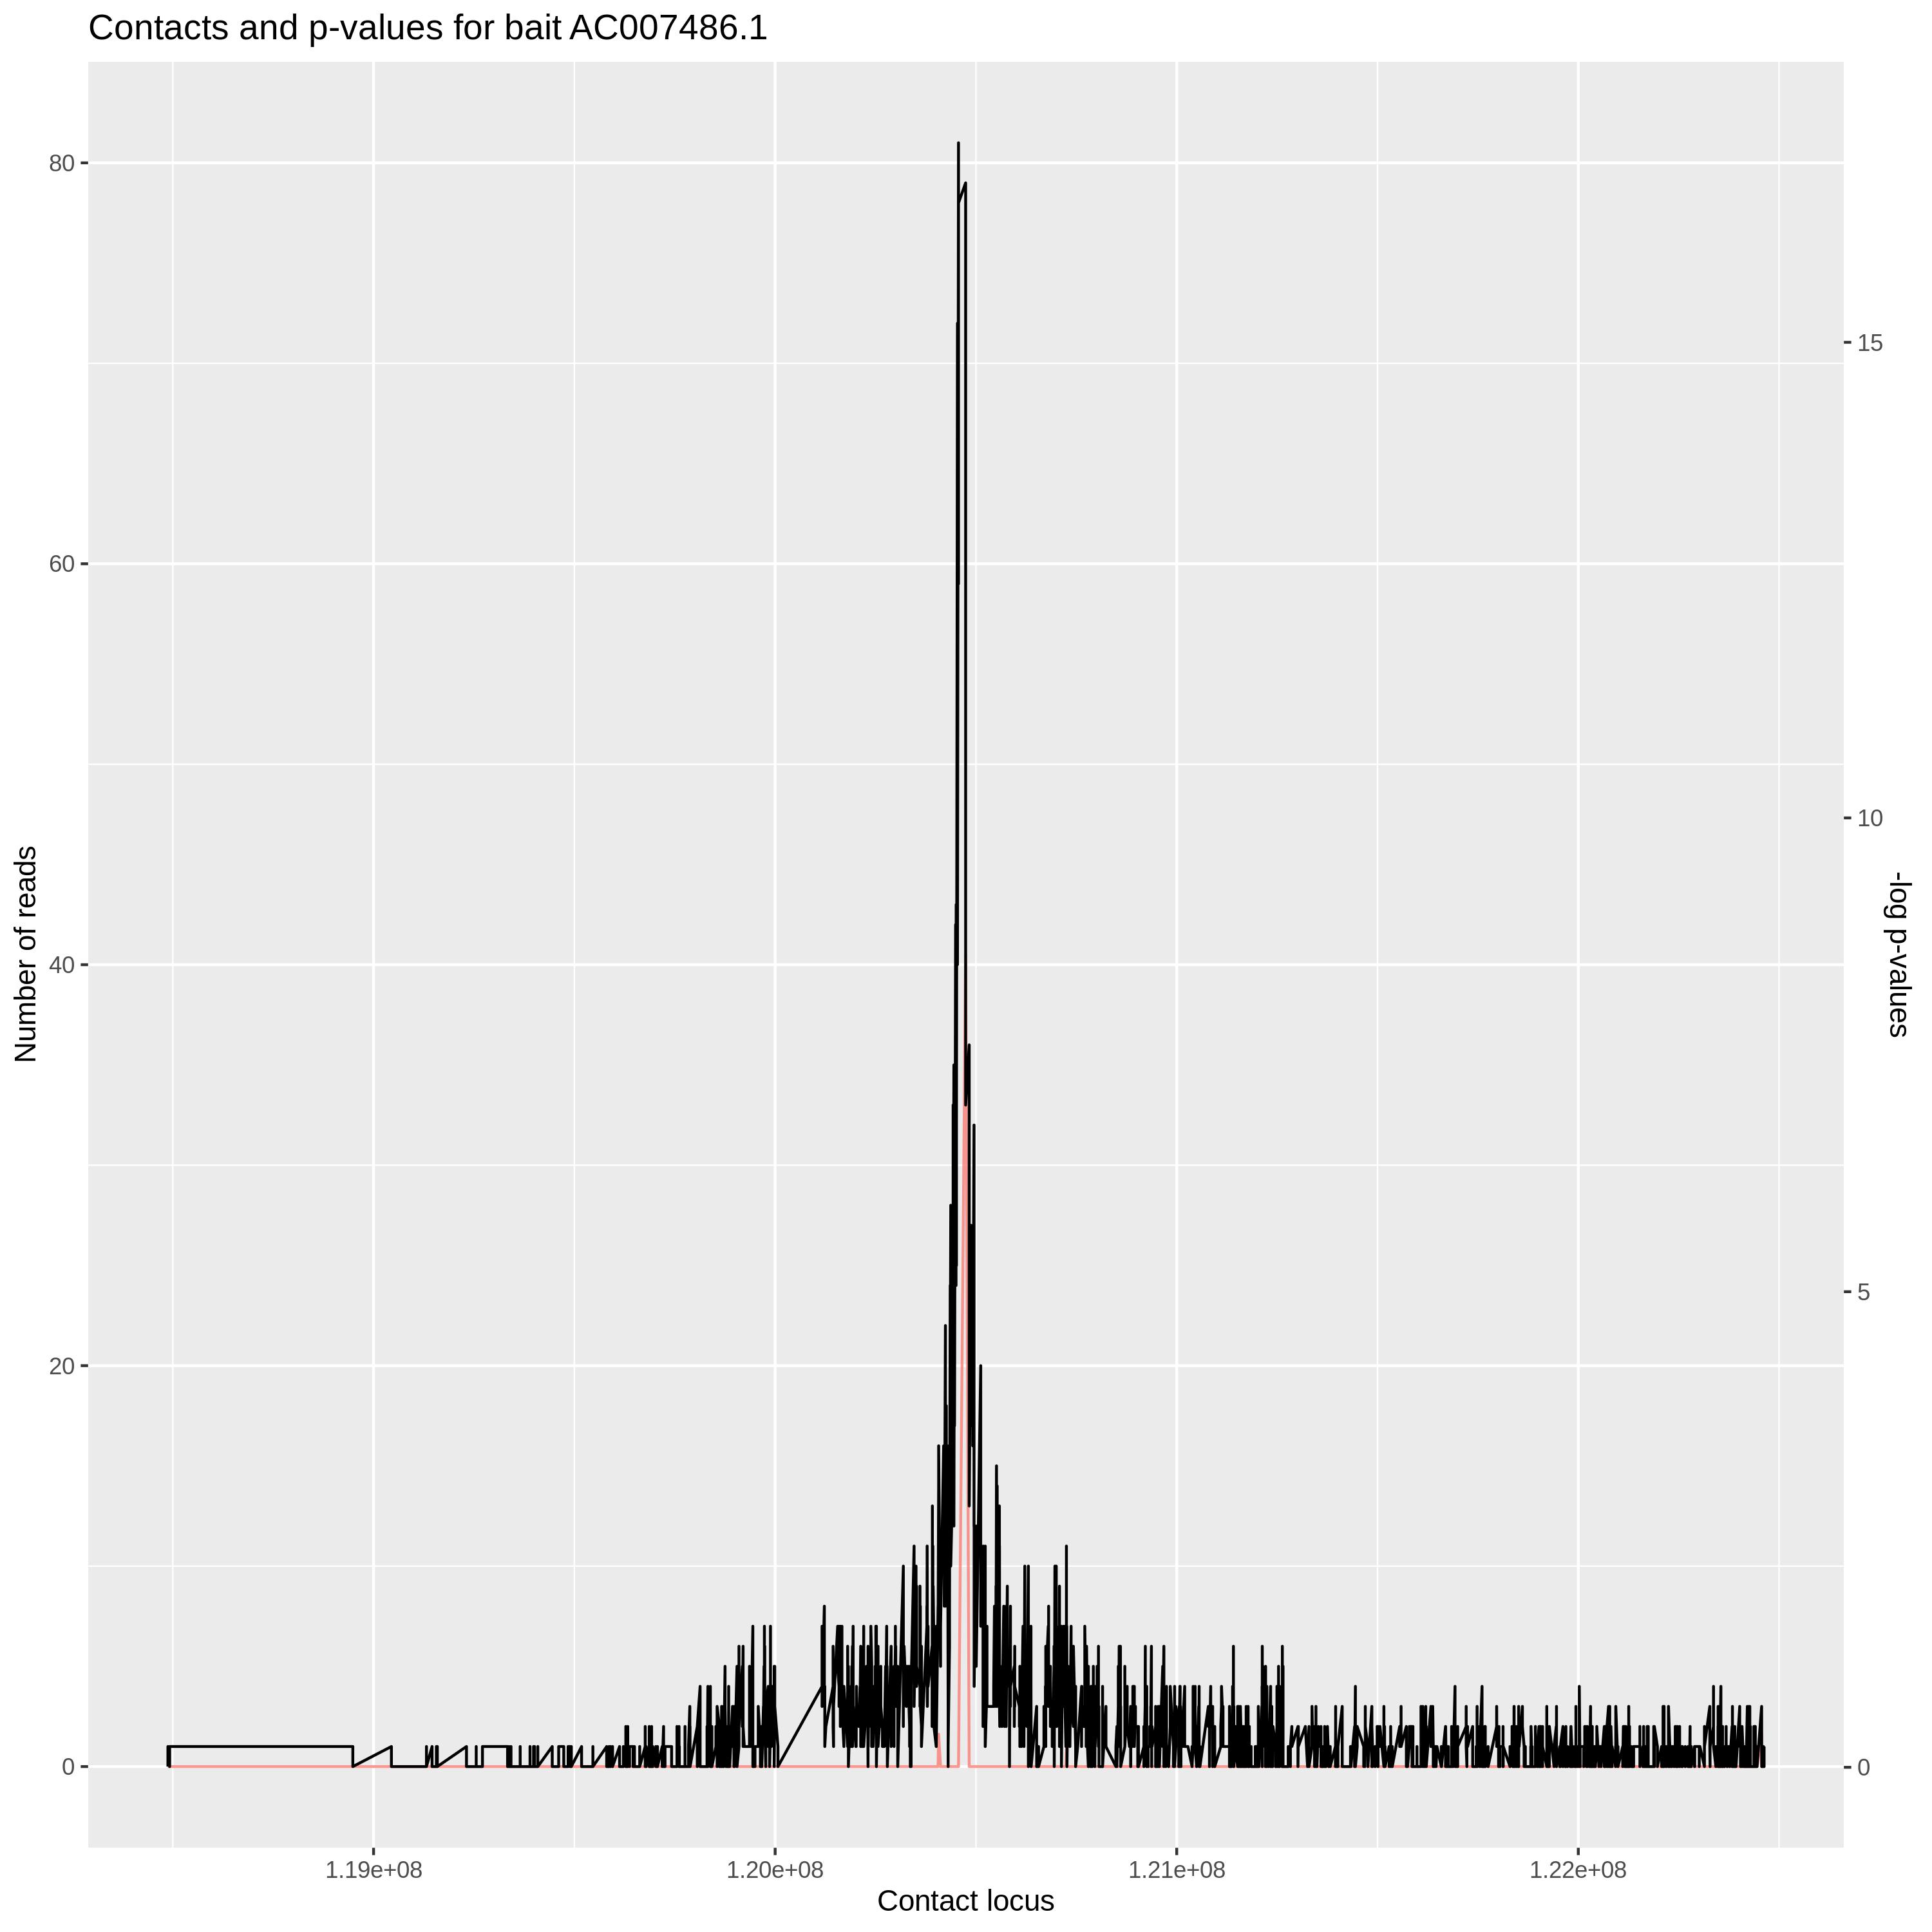 Contacts and p-values for bait AC007486.1
80
60
40
20
0
Number of reads
15
10
5
0
-log p-values
1.19e+08
1.20e+08
1.21e+08
1.22e+08
Contact locus